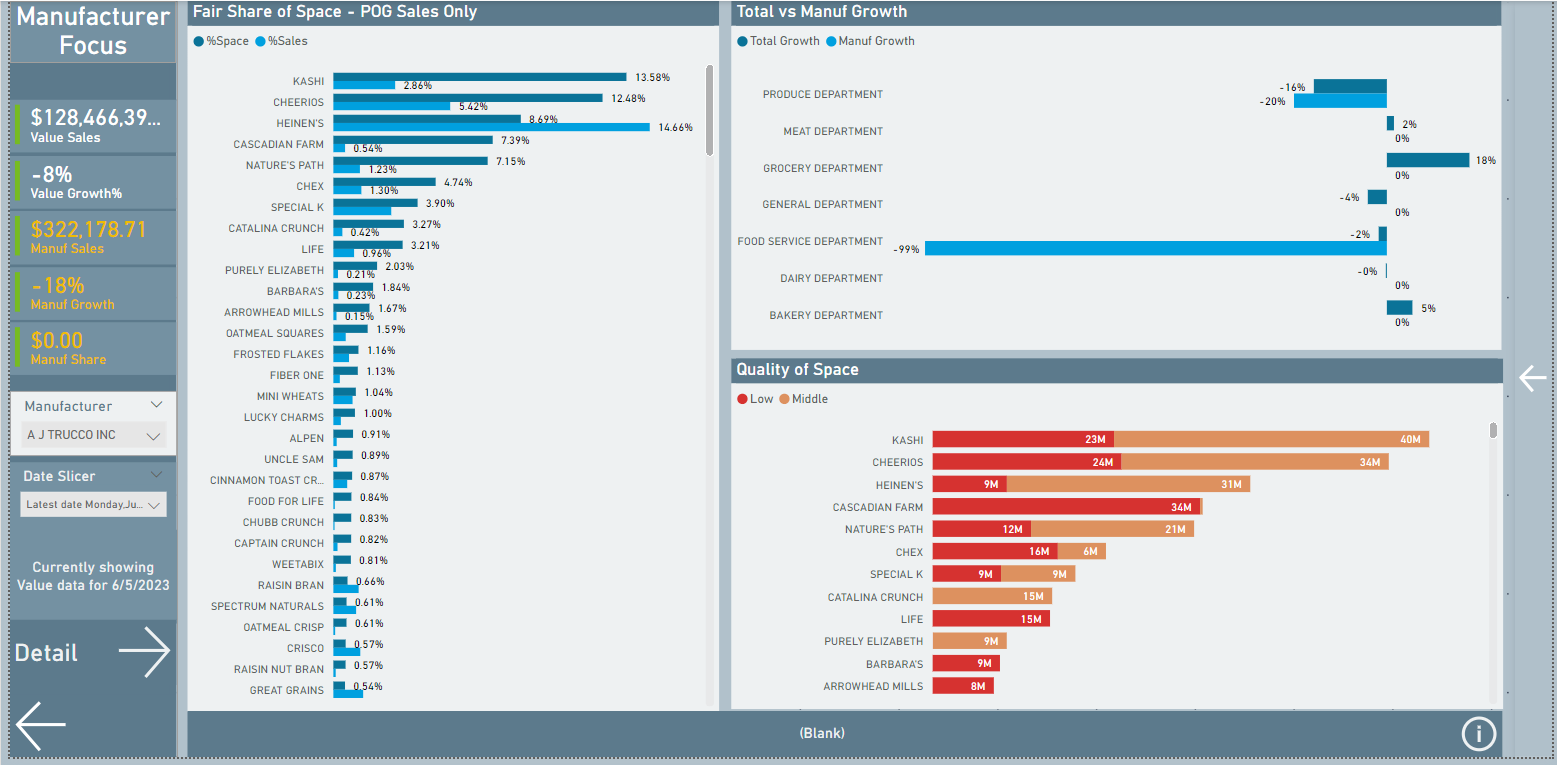 Manufacturer
Focus
$128,466,39...
Value Sales
-8%
Value Growth%
$322,178.71
Manuf Sales
-18%
Manuf Growth
$0.00
Manuf Share
Manufacturer
A J TRUCCO INC
Date Slicer
Latest date Monday,Ju...
Currently showing
Value data for 6/5/2023
Detail
Fair Share of Space - POG Sales Only
%Space %Sales
KASHI 13.58%
2.86%
CHEERIOS 12.48%
5.42%
HEINEN'S 8.69%
14.66%
CASCADIAN FARM 7.39%
0.54%
NATURE'S PATH 7.15%
1.23%
CHEX 4.74%
1.30%
SPECIAL K 3.90%
CATALINA CRUNCH 3.27%
0.42%
LIFE 3.21%
0.96%
PURELY ELIZABETH 2.03%
0.21%
BARBARA'S 1.84%
0.23%
ARROWHEAD MILLS 1.67%
0.15%
OATMEAL SQUARES 1.59%
FROSTED FLAKES 1.16%
FIBER ONE 1.13%
MINI WHEATS 1.04%
LUCKY CHARMS 1.00%
ALPEN 0.91%
UNCLE SAM 0.89%
CINNAMON TOAST CR... 0.87%
FOOD FOR LIFE 0.84%
CHUBB CRUNCH 0.83%
CAPTAIN CRUNCH 0.82%
WEETABIX 0.81%
RAISIN BRAN 0.66%
SPECTRUM NATURALS 0.61%
OATMEAL CRISP 0.61%
CRISCO 0.57%
RAISIN NUT BRAN 0.57%
GREAT GRAINS 0.54%
Total vs Manuf Growth
Total Growth Manuf Growth
PRODUCE DEPARTMENT -16%
-20%
MEAT DEPARTMENT 2%
0%
GROCERY DEPARTMENT 18%
0%
GENERAL DEPARTMENT -4%
0%
FOOD SERVICE DEPARTMENT -2%
-99%
DAIRY DEPARTMENT -0%
0%
BAKERY DEPARTMENT 5%
0%
Quality of Space
Low Middle
KASHI 23M 40M
CHEERIOS 24M 34M
HEINEN'S 9M 31M
CASCADIAN FARM 34M
NATURE'S PATH 12M 21M
CHEX 16M 6M
SPECIAL K 9M 9M
CATALINA CRUNCH 15M
LIFE 15M
PURELY ELIZABETH 9M
BARBARA'S 9M
ARROWHEAD MILLS 8M
(Blank)
i